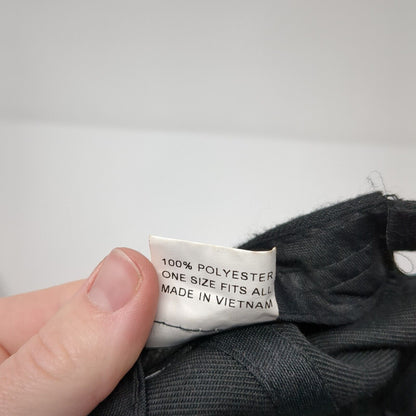 100% POLYESTER
ONE SIZE FITS ALL
MADE IN VIETNAM